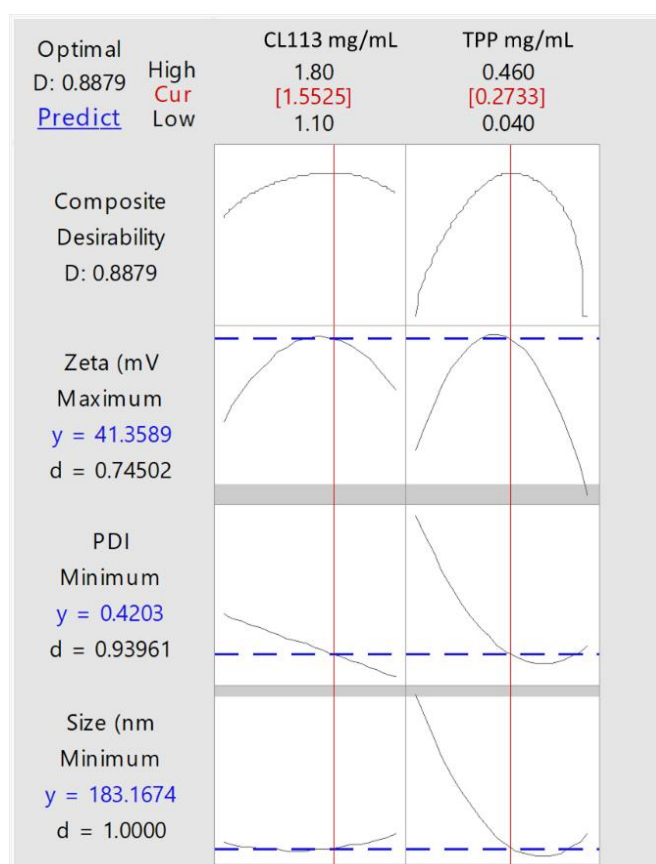 Optimal
D: 0.8879
Predict
High
Cur
Low
CL113 mg/mL
1.80
[1.5525]
1.10
TPP mg/mL
0.460
[0.2733]
0.040
Composite
Desirability
D: 0.8879
Zeta (mV
Maximum
y = 41.3589
d = 0.74502
PDI
Minimum
y = 0.4203
d = 0.93961
Size (nm
Minimum
y = 183.1674
d = 1.0000